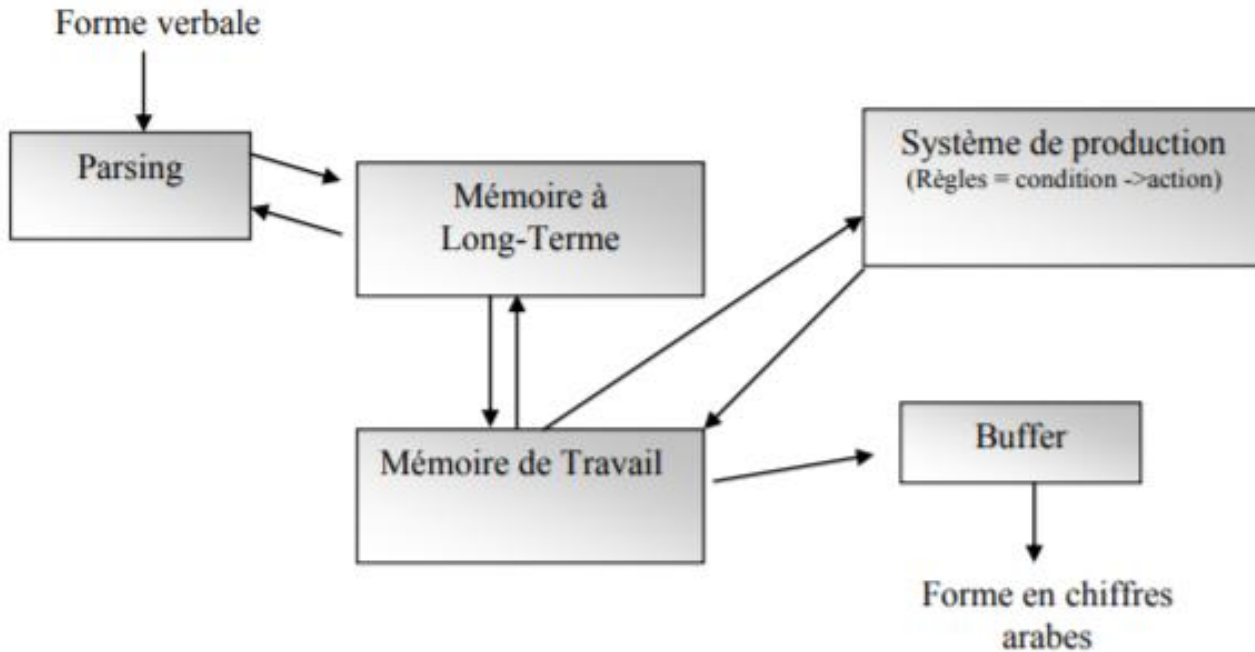 Forme verbale
Parsing
Mémoire à
Long-Terme
Système de production
(Règles = condition ->action)
Mémoire de Travail
Buffer
Forme en chiffres
arabes